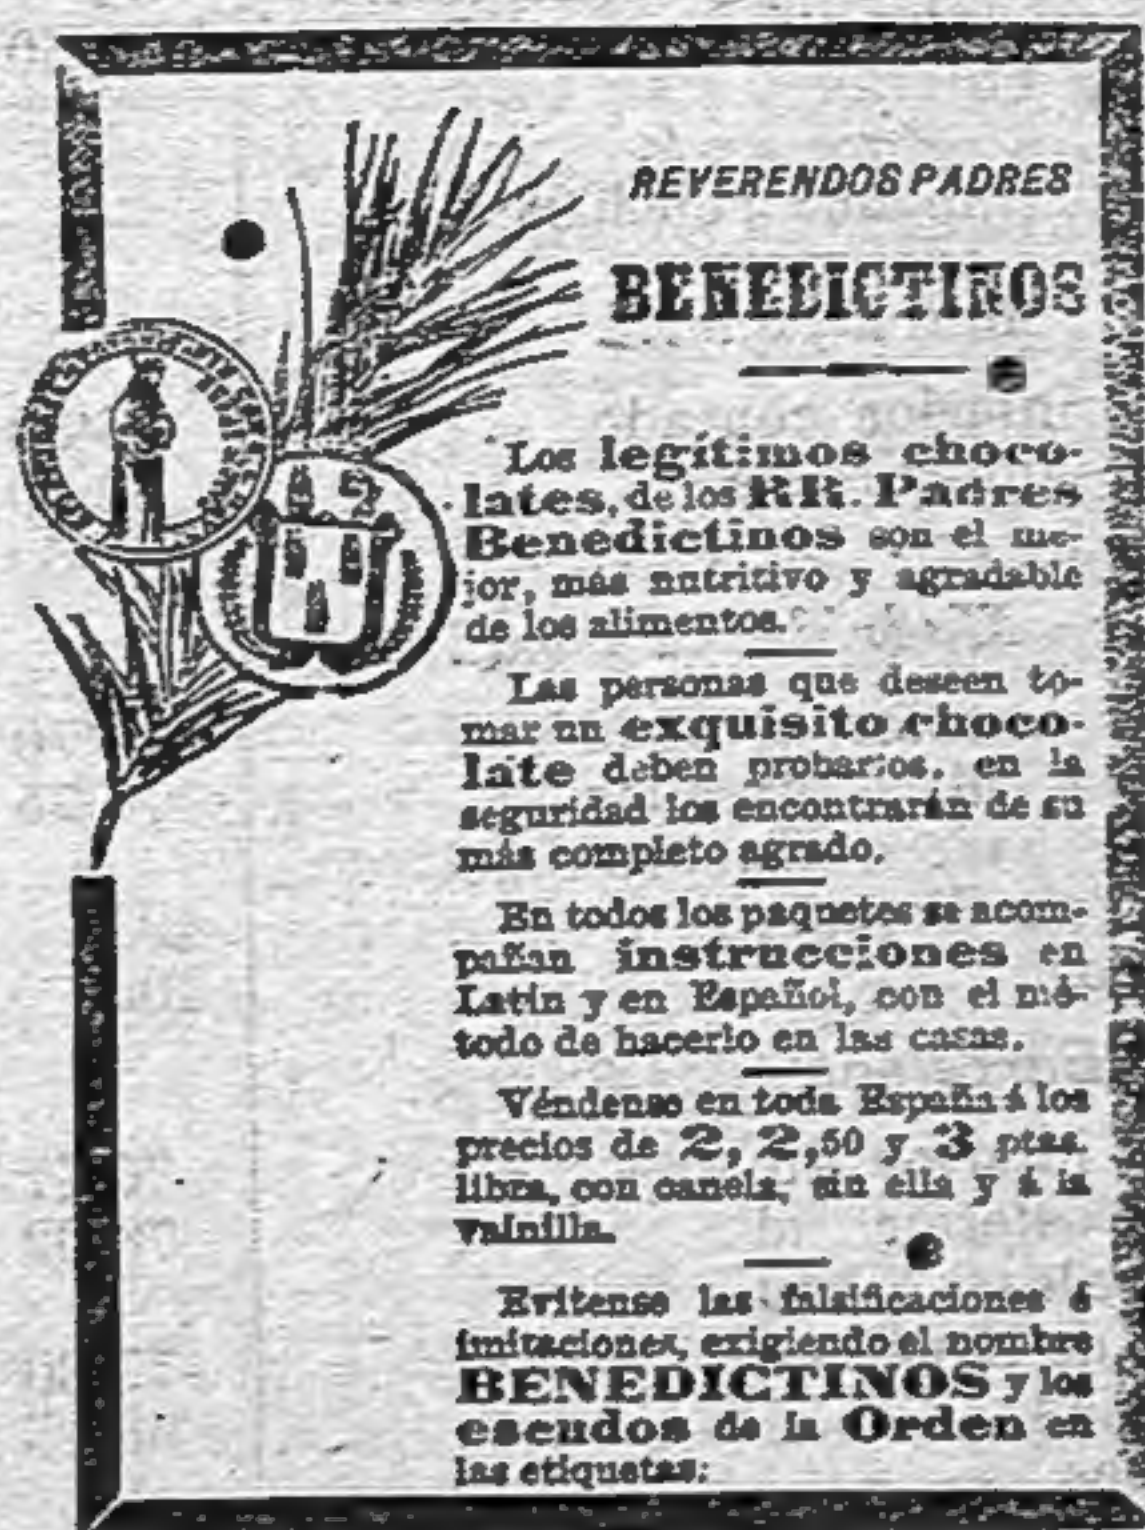 REVERENDOS PADRES
BENEDICTINOS
Los legítimos choco-
lates, de los RR. Padres
Benedictinos son el me-
jor, más nutritivo y agradable
de los alimentos.
Las personas que deseen to-
mar un exquisito choco-
late deben probarlos, en la
seguridad los encontrarán de su
más completo agrado.
En todos los paquetes se acom-
pañan instrucciones en
Latín y en Español, con el mé-
todo de hacerlo en las casas.
Véndense en toda España á los
precios de 2, 2,50 y 3 ptas.
libra, con canela, sin ella y á la
vainilla.
Evítense las falsificaciones é
imitaciones, exigiendo el nombre
BENEDICTINOS y los
escudos de la Orden en
las etiquetas: